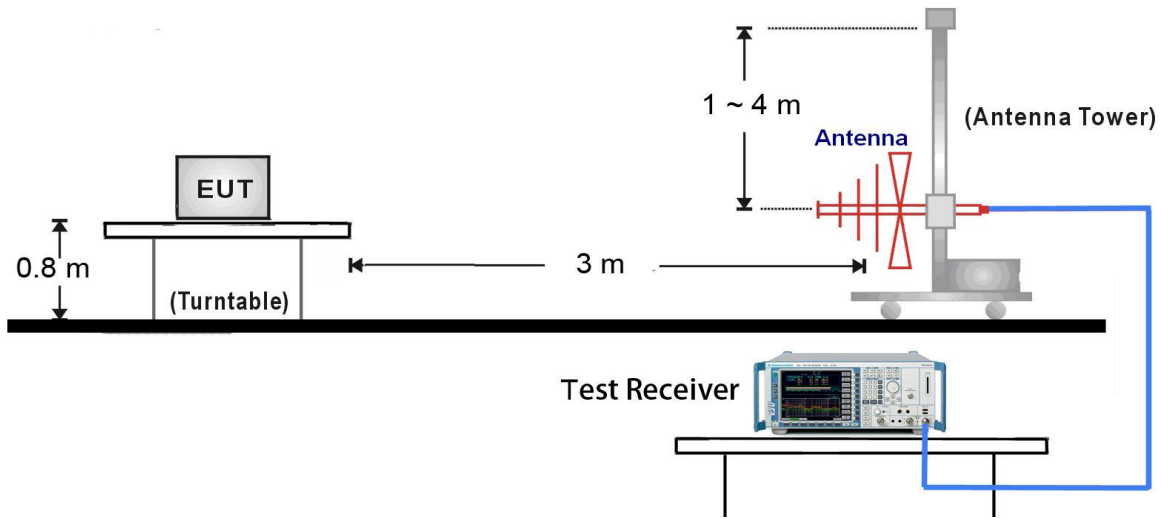 1 ~ 4 m
(Antenna Tower)
Antenna
EUT
0.8 m
3 m
(Turntable)
Test Receiver